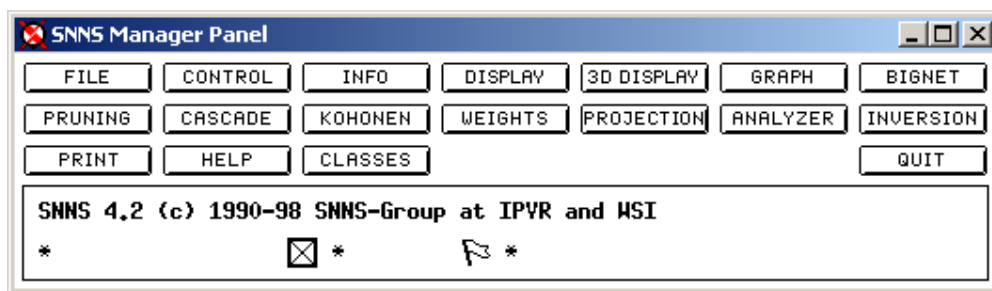 SNNS Manager Panel
FILE CONTROL INFO DISPLAY 3D DISPLAY GRAPH BIGNET
PRUNING CASCADE KOHONEN WEIGHTS PROJECTION ANALYZER INVERSION
PRINT HELP CLASSES QUIT
SNNS 4.2 (c) 1990-98 SNNS-Group at IPVR and WSI
* * *